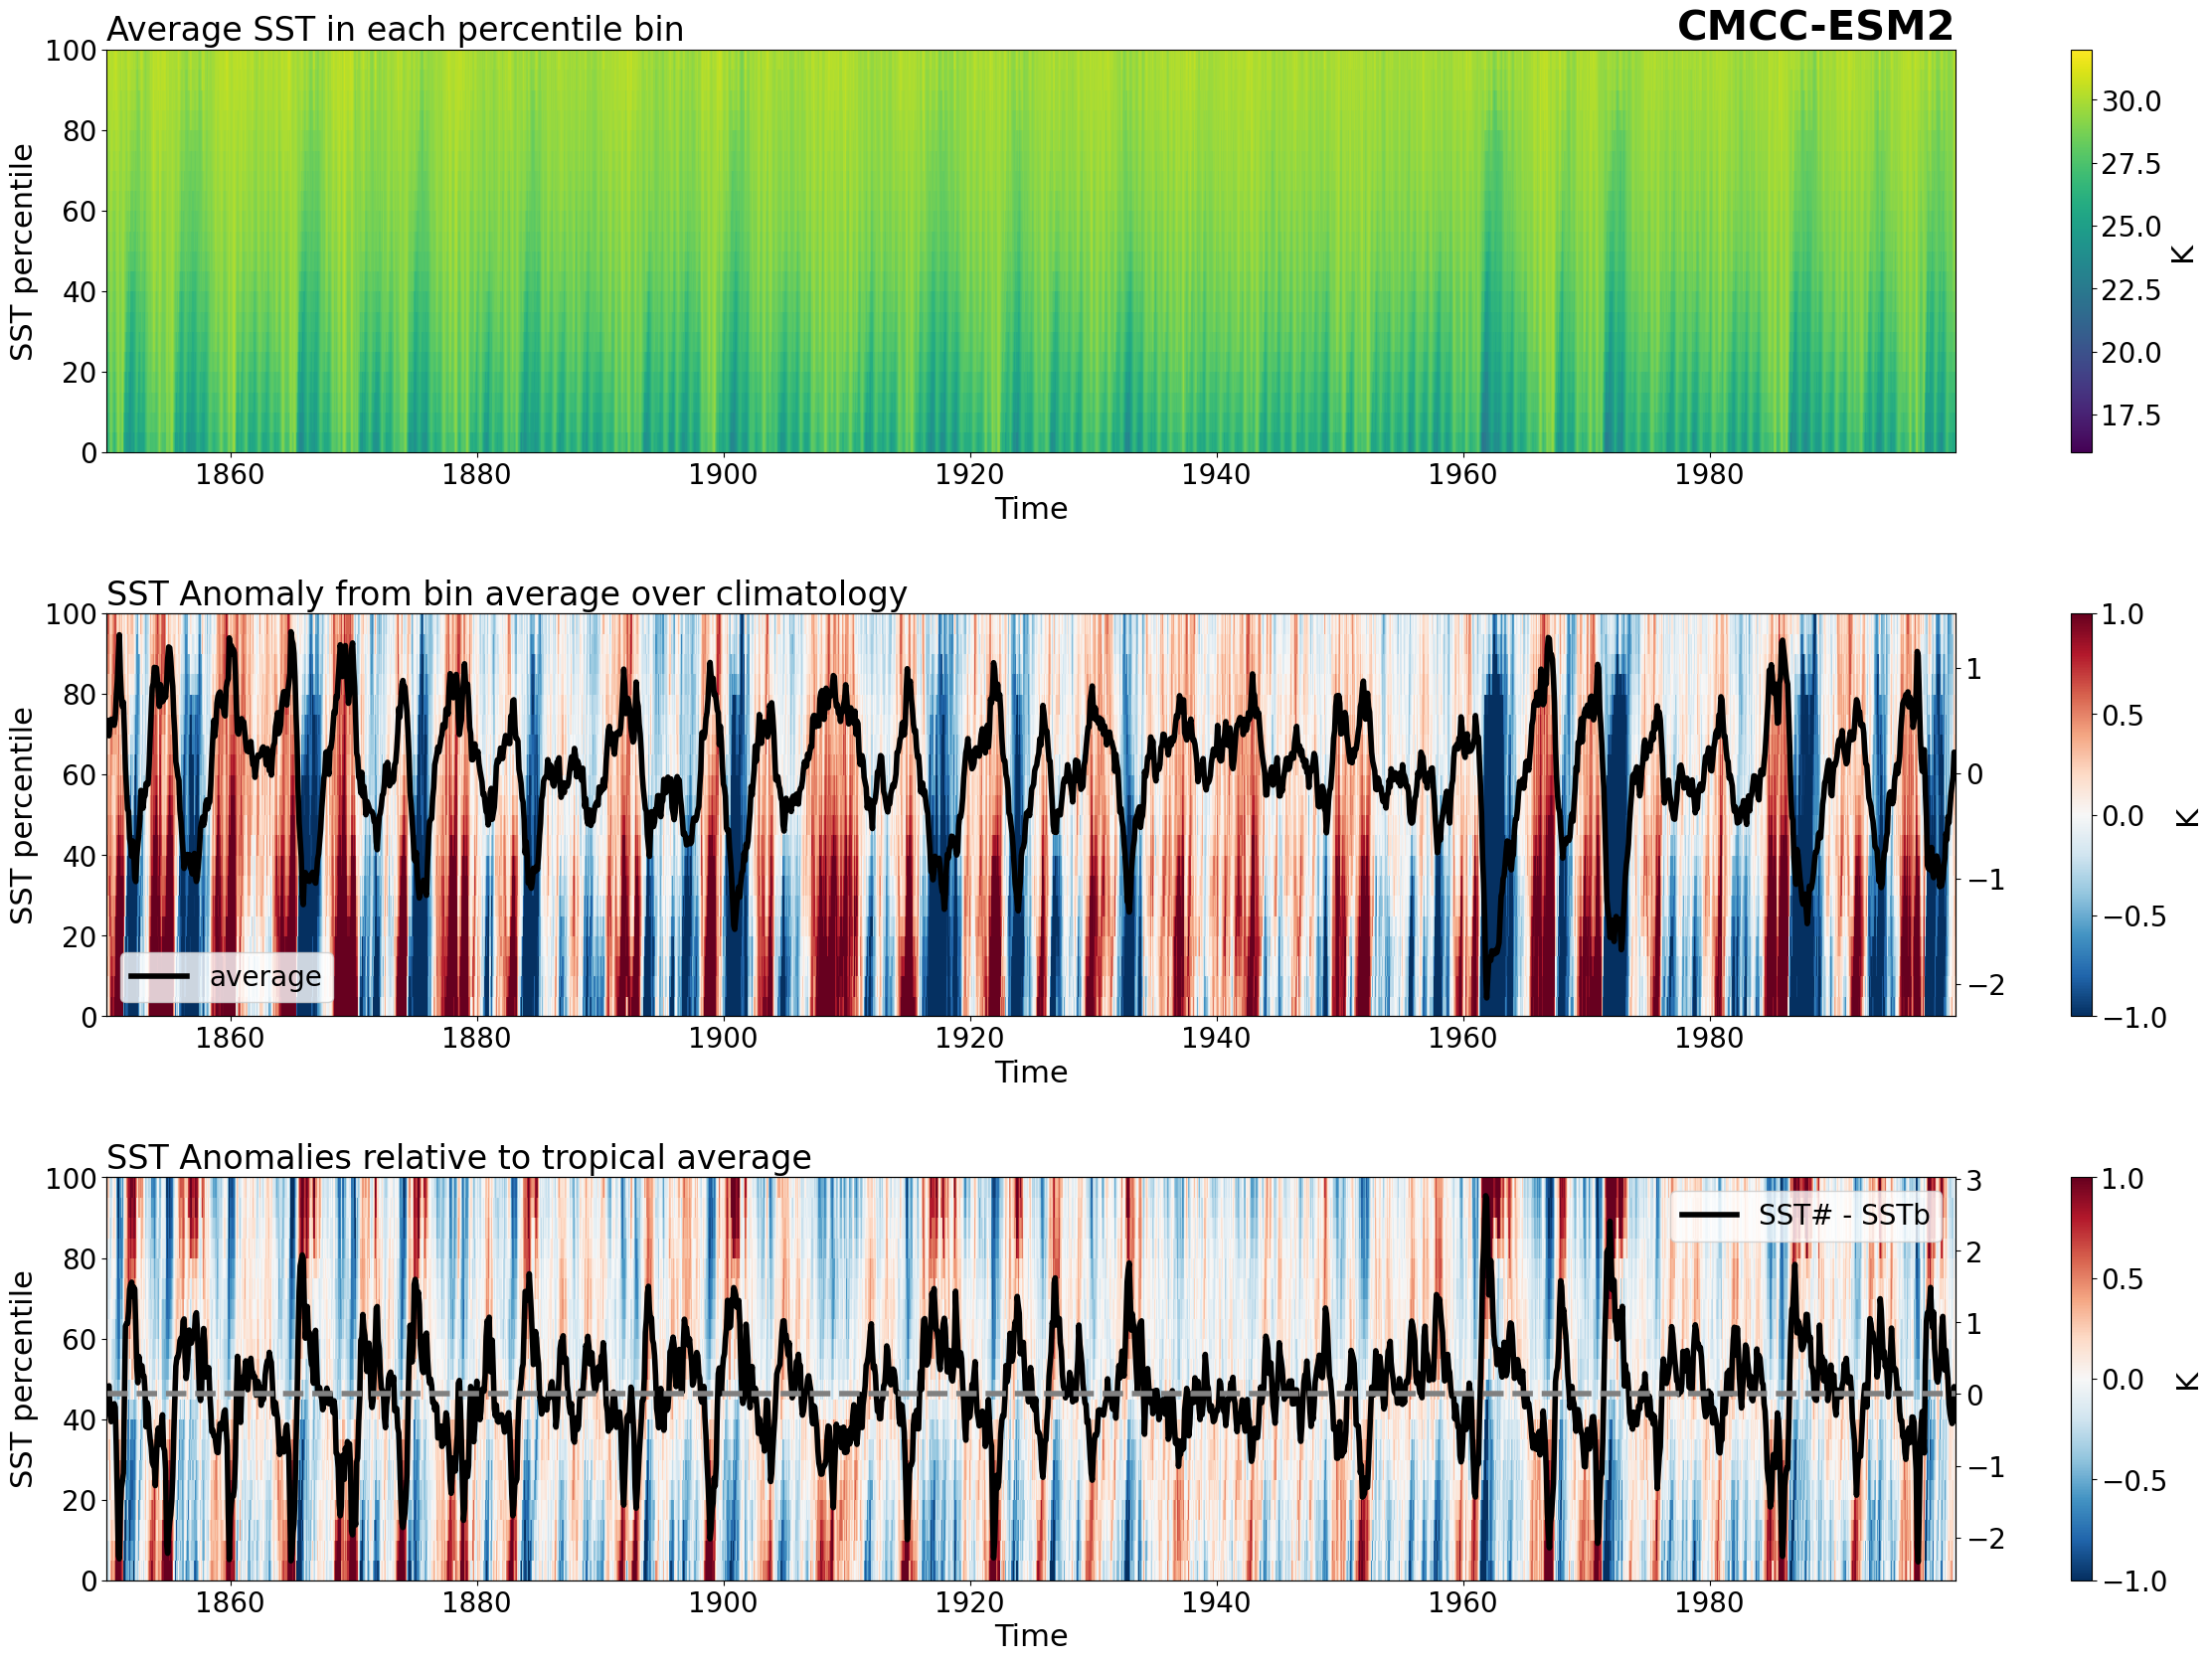 Average SST in each percentile bin
CMCC-ESM2
100
80
60
40
20
0
SST percentile
1860 1880 1900 1920 1940 1960 1980
Time
30.0
27.5
25.0
22.5
20.0
17.5
K
SST Anomaly from bin average over climatology
100
80
60
40
20
0
SST percentile
average
1860 1880 1900 1920 1940 1960 1980
Time
1
0
−1
−2
1.0
0.5
0.0
−0.5
−1.0
K
SST Anomalies relative to tropical average
100
80
60
40
20
0
SST percentile
SST# - SSTb
1860 1880 1900 1920 1940 1960 1980
Time
3
2
1
0
−1
−2
1.0
0.5
0.0
−0.5
−1.0
K